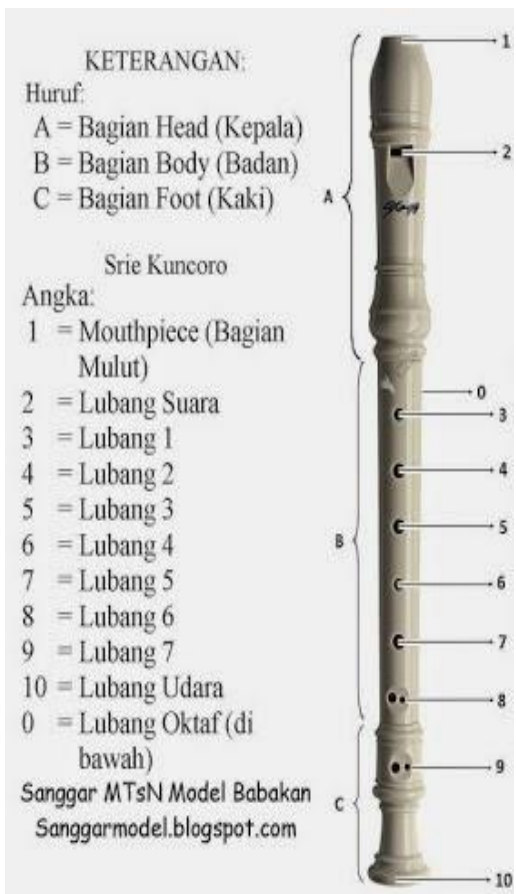 KETERANGAN:
Huruf:
A = Bagian Head (Kepala)
B = Bagian Body (Badan)
C = Bagian Foot (Kaki)
Srie Kuncoro
Angka:
1 = Mouthpiece (Bagian
Mulut)
2 = Lubang Suara
3 = Lubang 1
4 = Lubang 2
5 = Lubang 3
6 = Lubang 4
7 = Lubang 5
8 = Lubang 6
9 = Lubang 7
10 = Lubang Udara
0 = Lubang Oktaf (di
bawah)
Sanggar MTsN Model Babakan
Sanggarmodel.blogspot.com
A
B
C
1
2
0
3
4
5
6
7
8
9
10